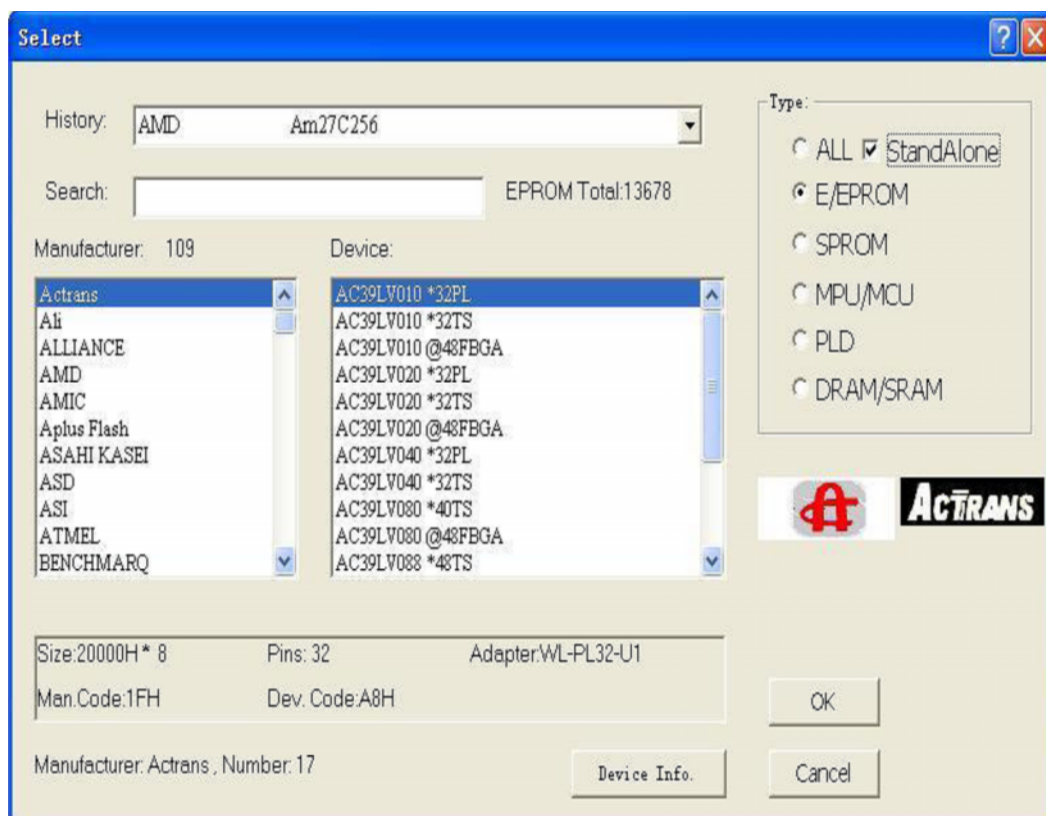 Select
History: AMD Am27C256
Search: EPROM Total:13678
Manufacturer: 109 Device:
Actrans
Ali
ALLIANCE
AMD
AMIC
Aplus Flash
ASAHI KASEI
ASD
ASI
ATMEL
BENCHMARQ
AC39LV010 *32PL
AC39LV010 *32TS
AC39LV010 @48FBGA
AC39LV020 *32PL
AC39LV020 *32TS
AC39LV020 @48FBGA
AC39LV040 *32PL
AC39LV040 *32TS
AC39LV080 *40TS
AC39LV080 @48FBGA
AC39LV088 *48TS
Type:
ALL StandAlone
E/EPROM
SPROM
MPU/MCU
PLD
DRAM/SRAM
ACTRANS
Size:20000H * 8 Pins: 32 Adapter:WL-PL32-U1
Man.Code:1FH Dev. Code:A8H
Manufacturer: Actrans , Number: 17
Device Info.
OK
Cancel